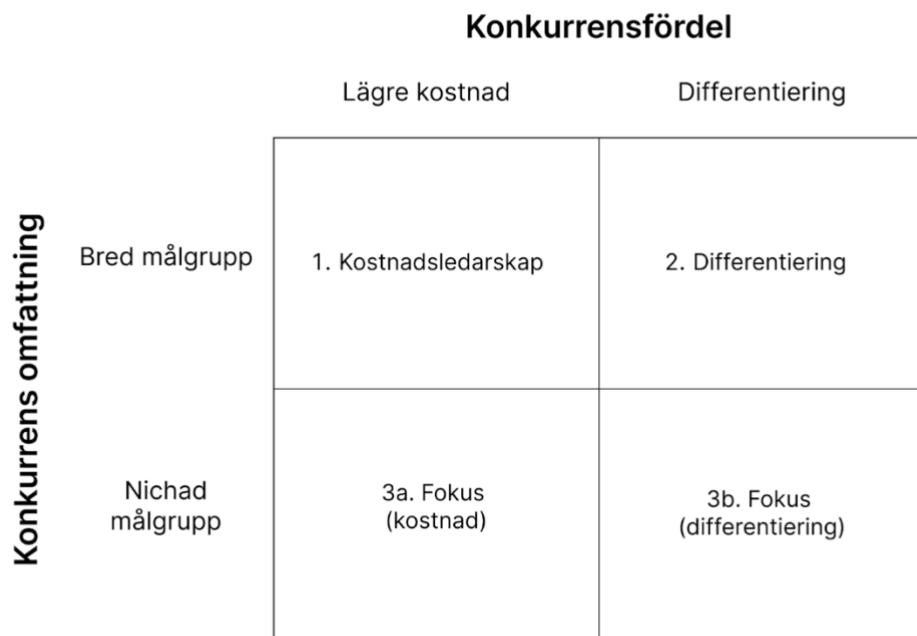 Konkurrensfördel
Lägre kostnad
Differentiering
Konkurrens omfattning
Bred målgrupp
1. Kostnadsledarskap
2. Differentiering
Nichad
målgrupp
3a. Fokus
(kostnad)
3b. Fokus
(differentiering)